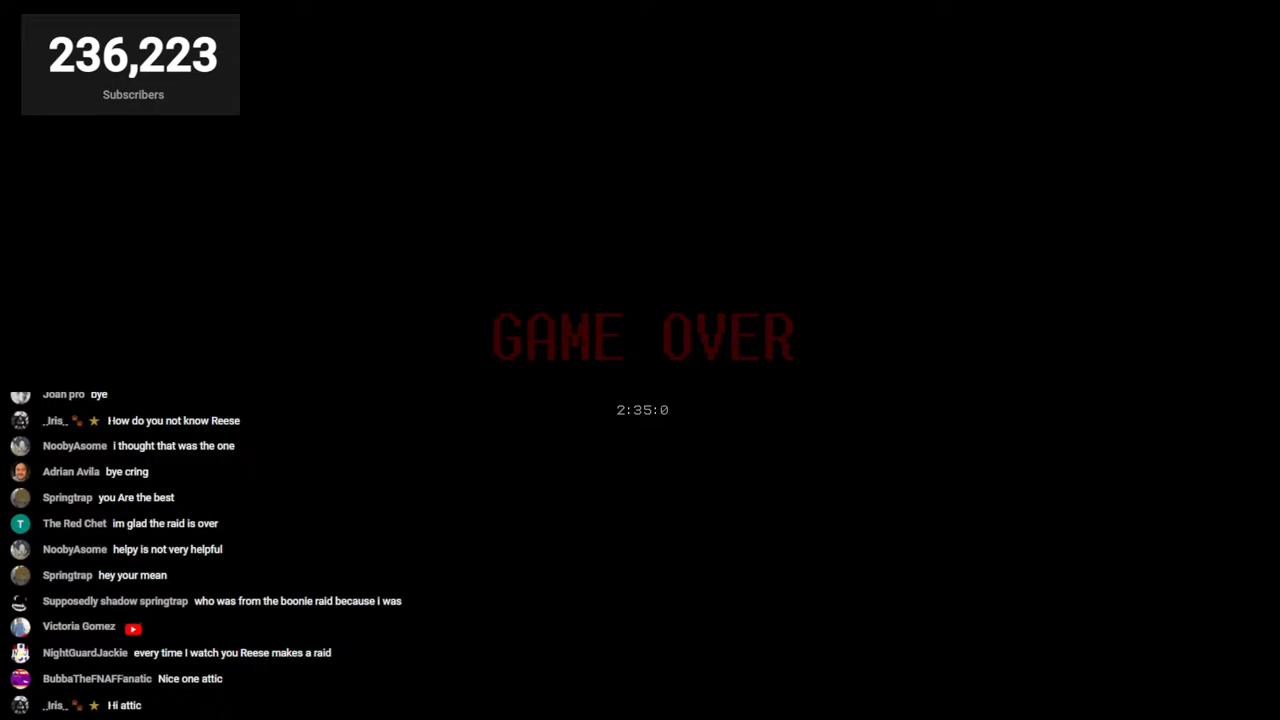 236,223
Subscribers
GAME OVER
2:35:0
Joan pro bye
_.Iris_. How do you not know Reese
NoobyAsome i thought that was the one
Adrian Avila bye cring
Springtrap you Are the best
T The Red Chet im glad the raid is over
NoobyAsome helpy is not very helpful
Springtrap hey your mean
Supposedly shadow springtrap who was from the boonie raid because i was
Victoria Gomez
NightGuardJackie every time I watch you Reese makes a raid
BubbaTheFNAFFanatic Nice one attic
_.Iris_. Hi attic